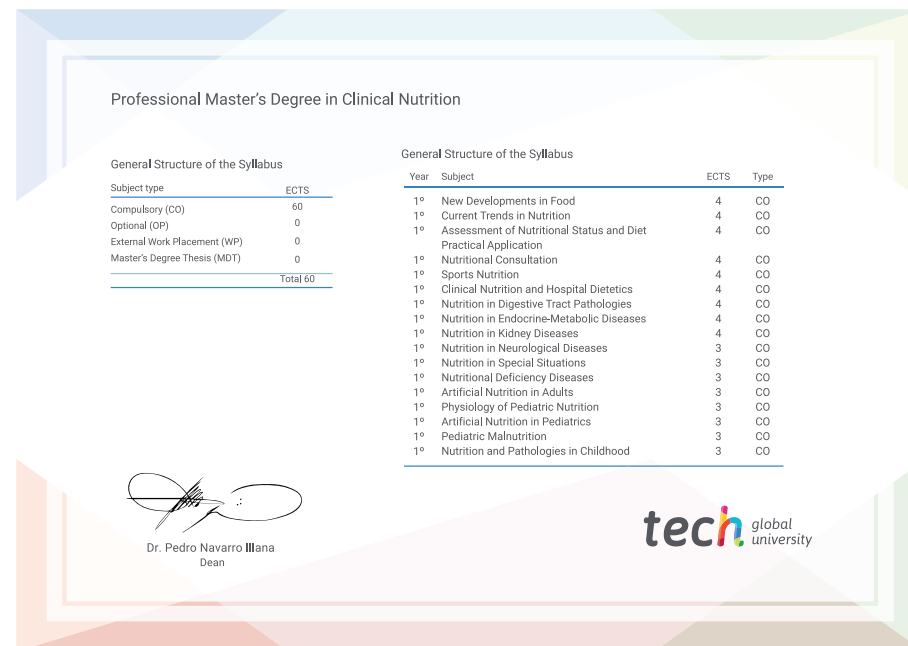 Professional Master's Degree in Clinical Nutrition
General Structure of the Syllabus
Subject type ECTS
Compulsory (CO) 60
Optional (OP) 0
External Work Placement (WP) 0
Master's Degree Thesis (MDT) 0
Total 60
General Structure of the Syllabus
Year Subject ECTS Type
1º New Developments in Food 4 CO
1º Current Trends in Nutrition 4 CO
1º Assessment of Nutritional Status and Diet 4 CO
Practical Application
1º Nutritional Consultation 4 CO
1º Sports Nutrition 4 CO
1º Clinical Nutrition and Hospital Dietetics 4 CO
1º Nutrition in Digestive Tract Pathologies 4 CO
1º Nutrition in Endocrine-Metabolic Diseases 4 CO
1º Nutrition in Kidney Diseases 4 CO
1º Nutrition in Neurological Diseases 3 CO
1º Nutrition in Special Situations 3 CO
1º Nutritional Deficiency Diseases 3 CO
1º Artificial Nutrition in Adults 3 CO
1º Physiology of Pediatric Nutrition 3 CO
1º Artificial Nutrition in Pediatrics 3 CO
1º Pediatric Malnutrition 3 CO
1º Nutrition and Pathologies in Childhood 3 CO
Dr. Pedro Navarro Illana
Dean
tech global
university